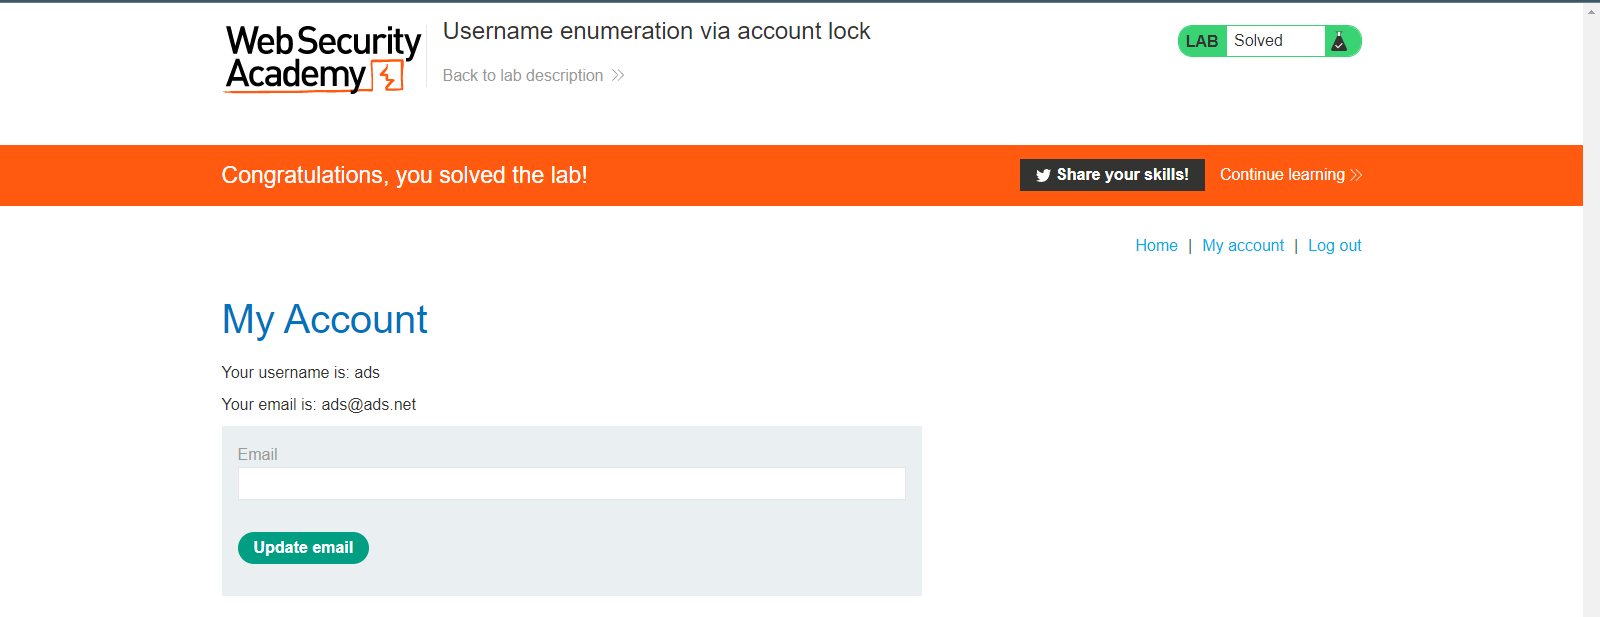 Web Security
Academy
Username enumeration via account lock
Back to lab description
LAB Solved
Congratulations, you solved the lab!
Share your skills!
Continue learning
Home | My account | Log out
My Account
Your username is: ads
Your email is: ads@ads.net
Email
Update email